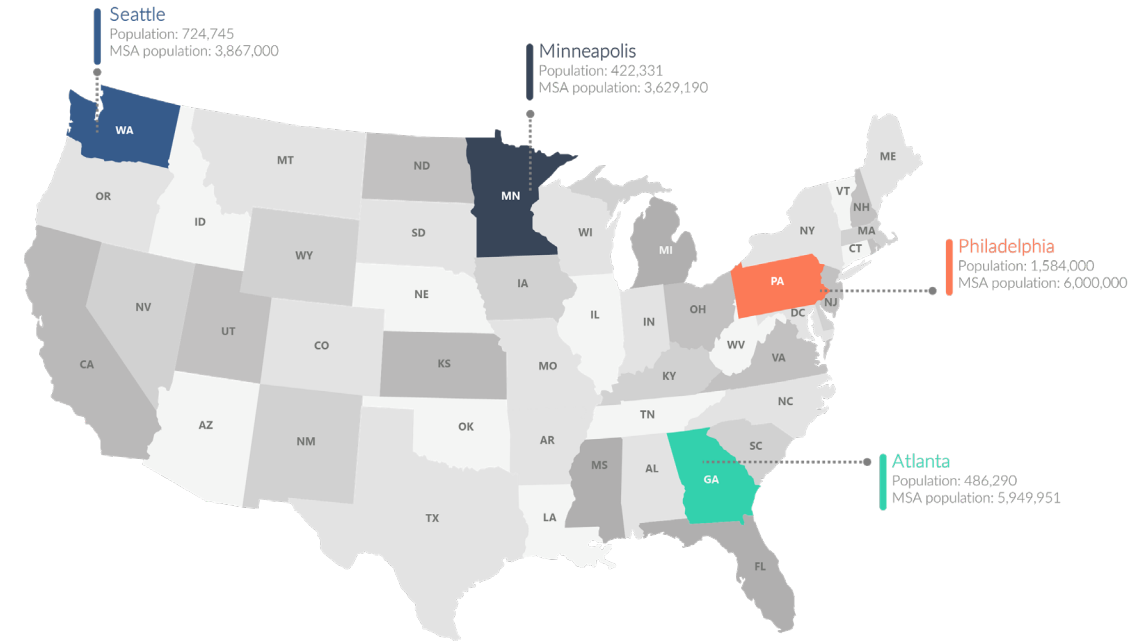 Seattle
Population: 724,745
MSA population: 3,867,000
Minneapolis
Population: 422,331
MSA population: 3,629,190
WA
MT
ND
MN
ME
OR
ID
SD
WI
MI
VT
NH
NY
MA
CT
WY
Philadelphia
Population: 1,584,000
MSA population: 6,000,000
NV
UT
NE
IA
PA
NJ
DC
OH
IL
IN
CO
WV
VA
CA
KS
MO
KY
AZ
NM
OK
AR
TN
NC
SC
MS
AL
GA
Atlanta
Population: 486,290
MSA population: 5,949,951
TX
LA
FL